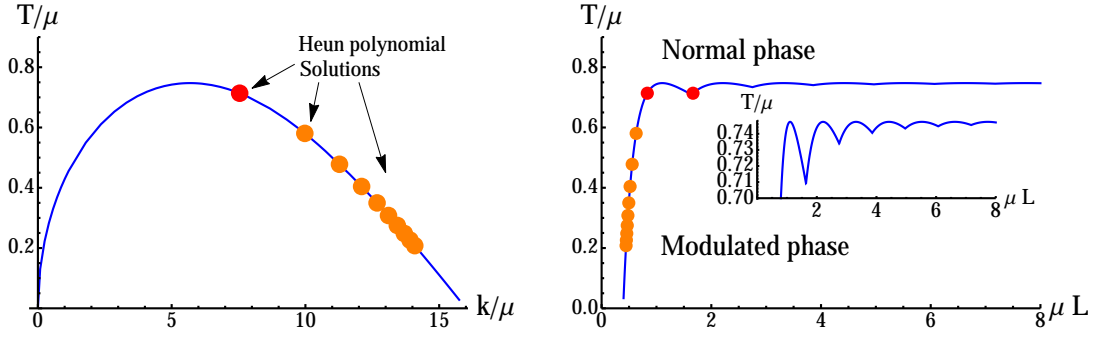 T/μ
0.8
0.6
0.4
0.2
0
5
10
15
k/μ
Heun polynomial
Solutions
T/μ
0.8
0.6
0.4
0.2
0.0
0
2
4
6
8
μ L
Normal phase
Modulated phase
T/μ
0.74
0.73
0.72
0.71
0.70
2
4
6
8
μ L